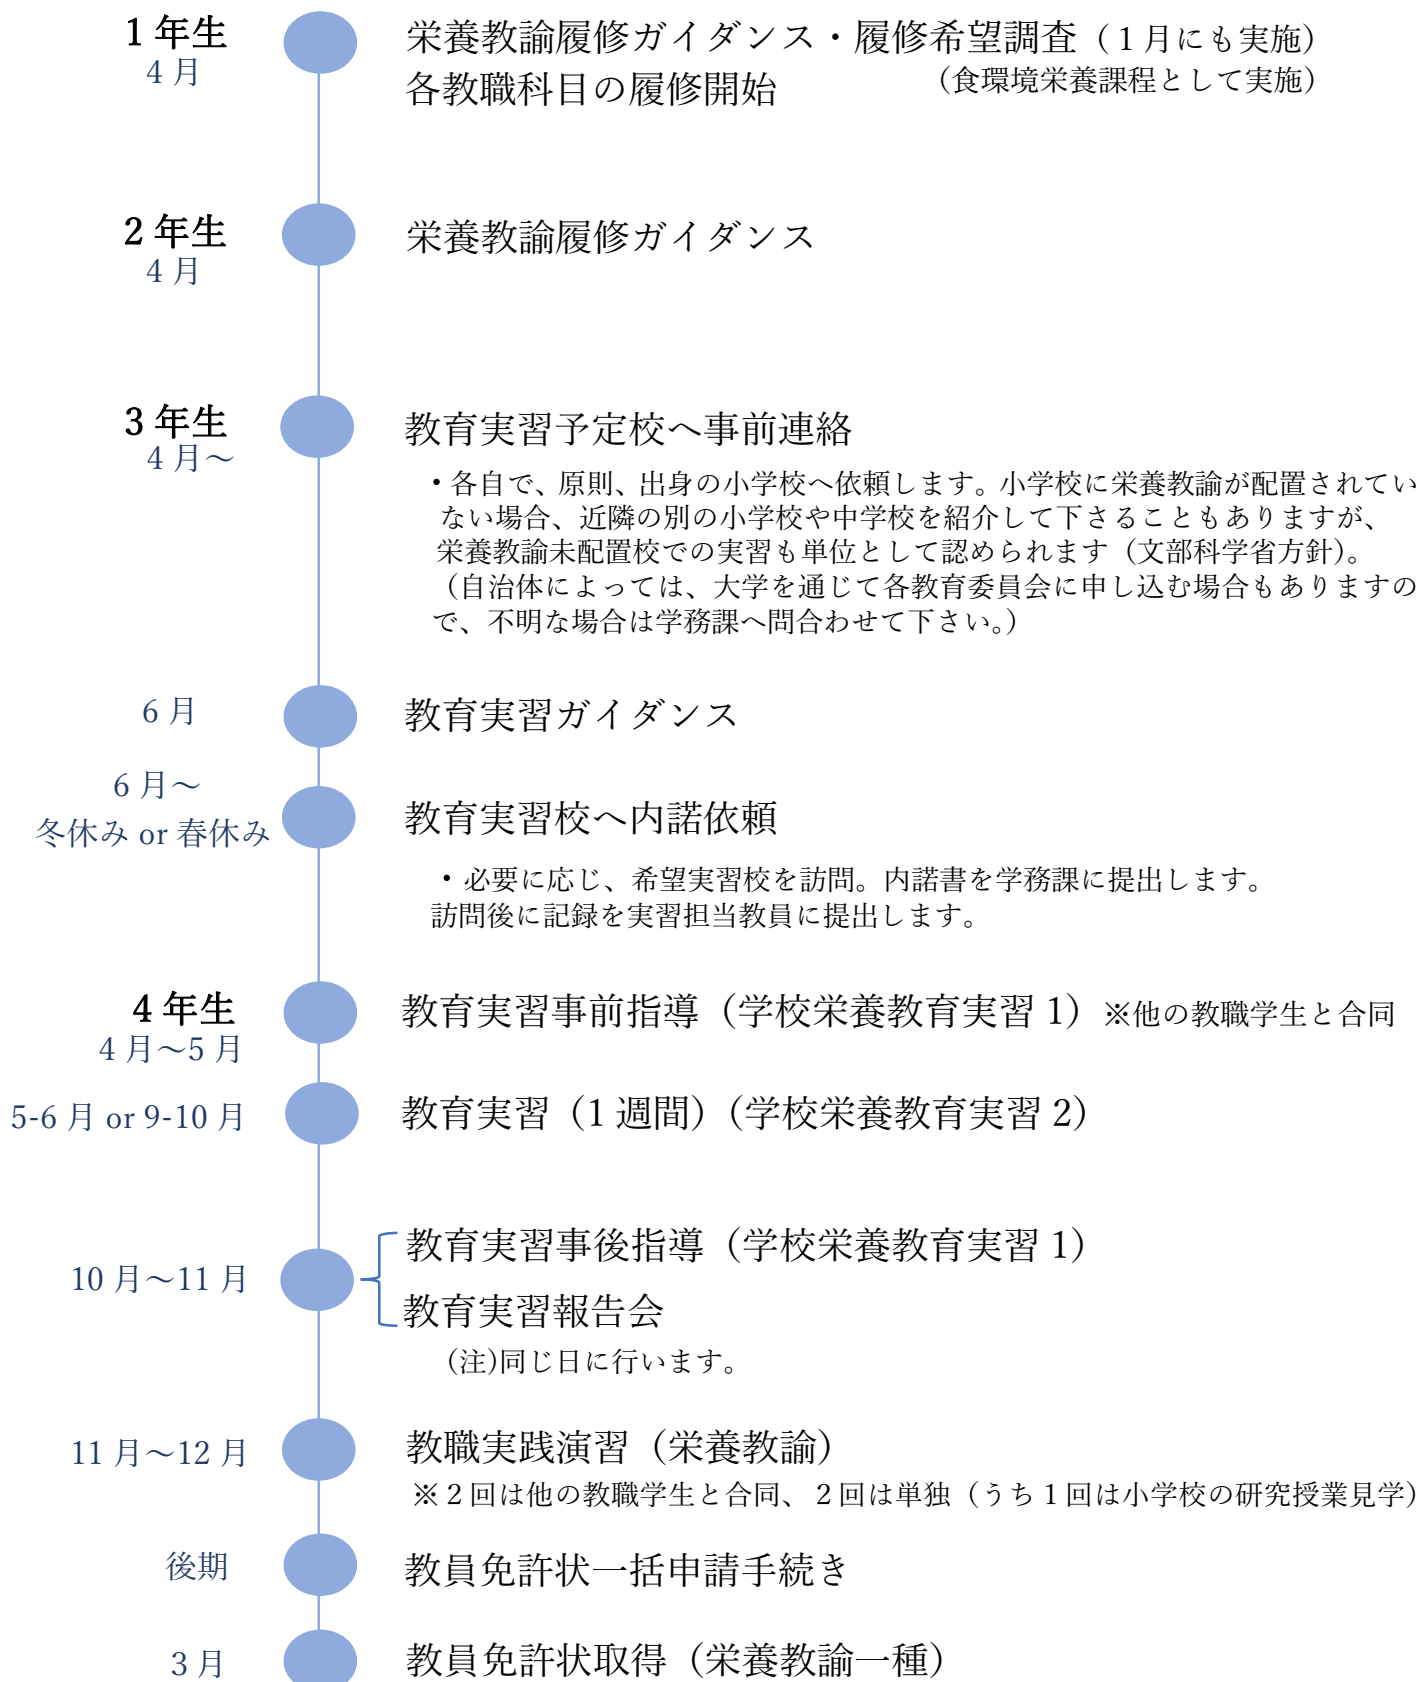 1 年生
4 月
栄養教諭履修ガイダンス・履修希望調査（１月にも実施）
各教職科目の履修開始
（食環境栄養課程として実施）
2 年生
4 月
栄養教諭履修ガイダンス
3 年生
4 月～
教育実習予定校へ事前連絡
・各自で、原則、出身の小学校へ依頼します。小学校に栄養教諭が配置されてい
ない場合、近隣の別の小学校や中学校を紹介して下さることもありますが、
栄養教諭未配置校での実習も単位として認められます（文部科学省方針）。
（自治体によっては、大学を通じて各教育委員会に申し込む場合もありますの
で、不明な場合は学務課へ問合わせて下さい。）
6 月
教育実習ガイダンス
6 月～
冬休み or 春休み
教育実習校へ内諾依頼
・必要に応じ、希望実習校を訪問。内諾書を学務課に提出します。
訪問後に記録を実習担当教員に提出します。
4 年生
4 月～5 月
教育実習事前指導（学校栄養教育実習 1）※他の教職学生と合同
5-6 月 or 9-10 月
教育実習（1 週間）（学校栄養教育実習 2）
10 月～11 月
教育実習事後指導（学校栄養教育実習 1）
教育実習報告会
(注)同じ日に行います。
11 月～12 月
教職実践演習（栄養教諭）
※２回は他の教職学生と合同、２回は単独（うち１回は小学校の研究授業見学）
後期
教員免許状一括申請手続き
3 月
教員免許状取得（栄養教諭一種）